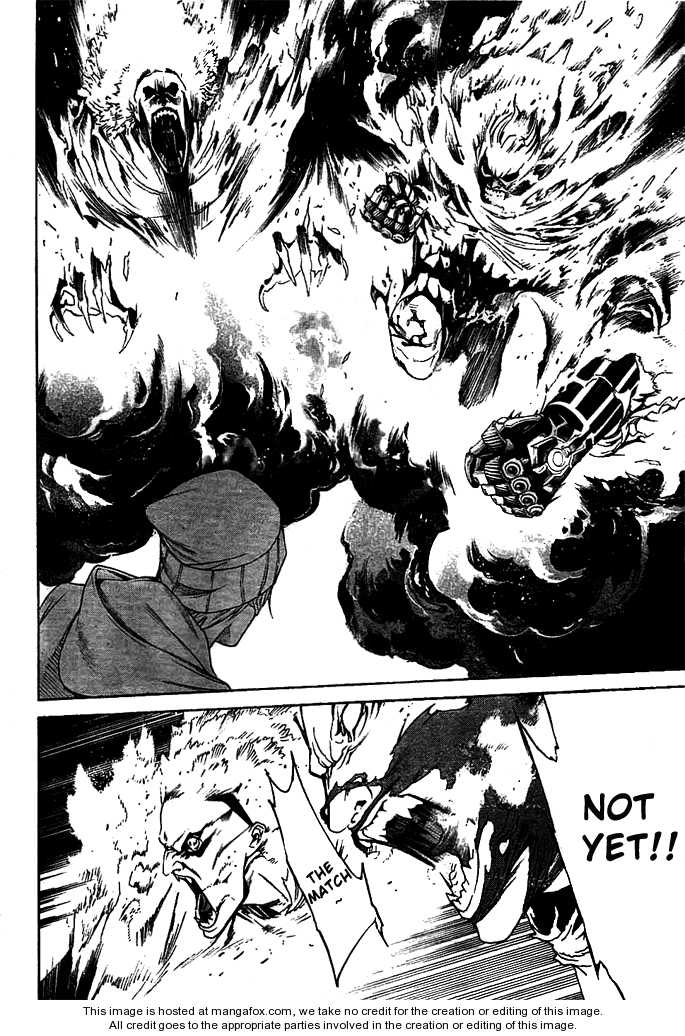 NOT
YET!!
THE
MATCH
This image is hosted at mangafox.com, we take no credit for the creation or editing of this image.
All credit goes to the appropriate parties involved in the creation or editing of this image.